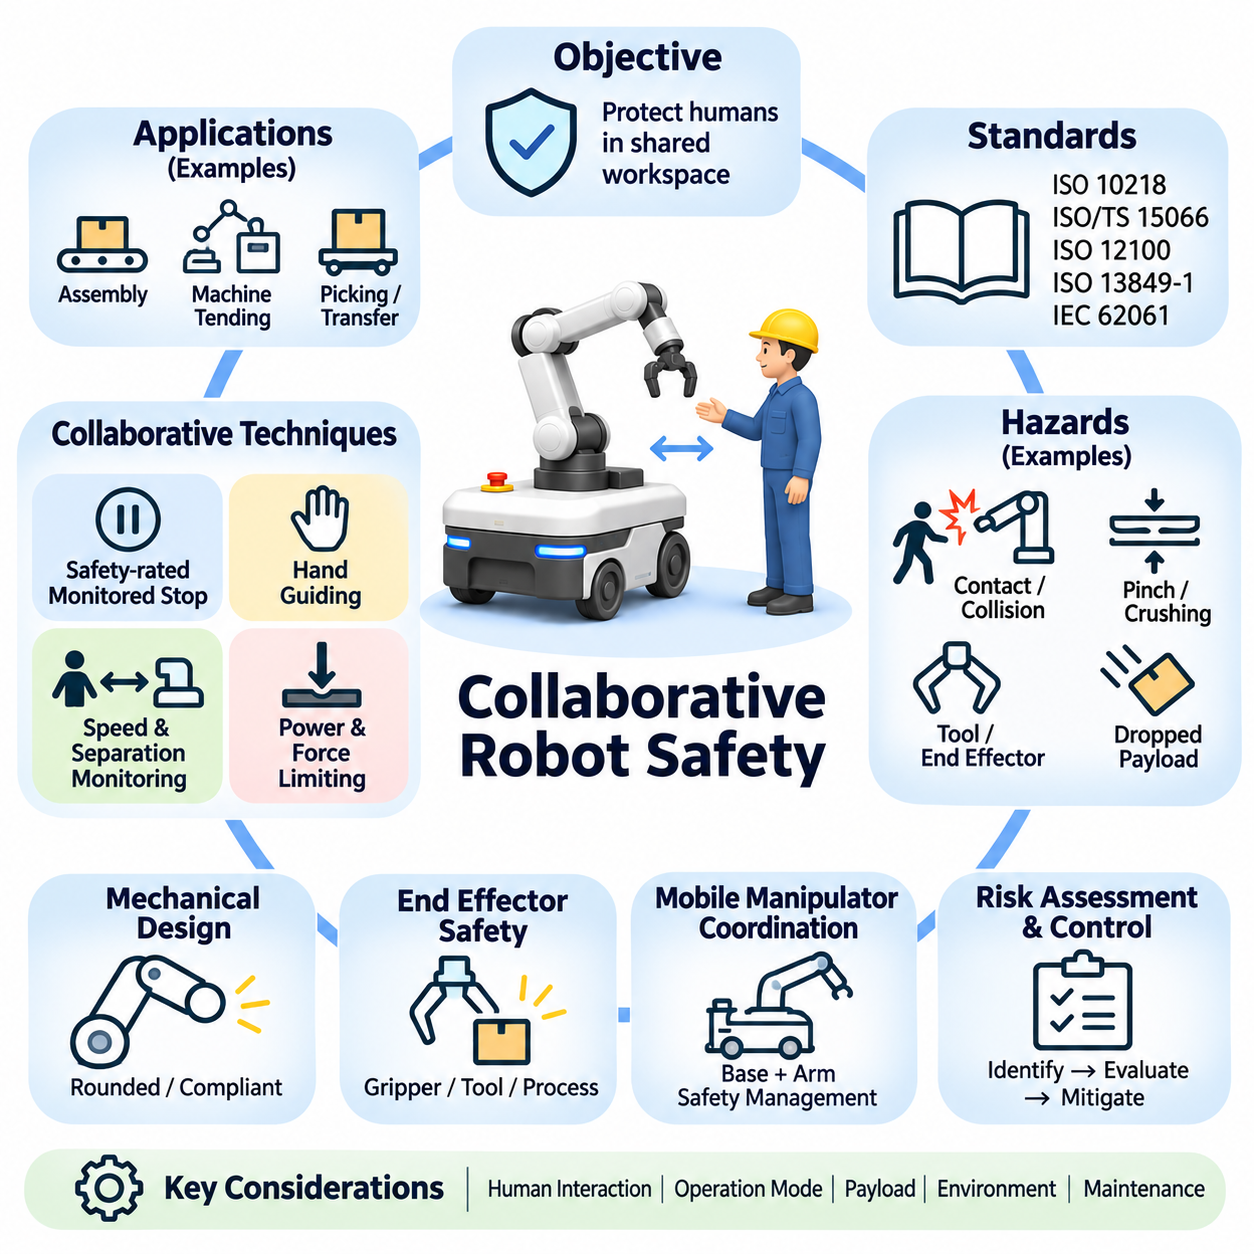 Objective
Protect humans
in shared
workspace
Applications
(Examples)
Assembly
Machine
Tending
Picking /
Transfer
Standards
ISO 10218
ISO/TS 15066
ISO 12100
ISO 13849-1
IEC 62061
Collaborative Techniques
Safety-rated
Monitored Stop
Hand
Guiding
Speed &
Separation
Monitoring
Power &
Force
Limiting
Collaborative
Robot Safety
Hazards
(Examples)
Contact /
Collision
Pinch /
Crushing
Tool /
End Effector
Dropped
Payload
Mechanical
Design
Rounded / Compliant
End Effector
Safety
Gripper / Tool / Process
Mobile Manipulator
Coordination
Base + Arm
Safety Management
Risk Assessment
& Control
Identify → Evaluate
→ Mitigate
Key Considerations | Human Interaction | Operation Mode | Payload | Environment | Maintenance